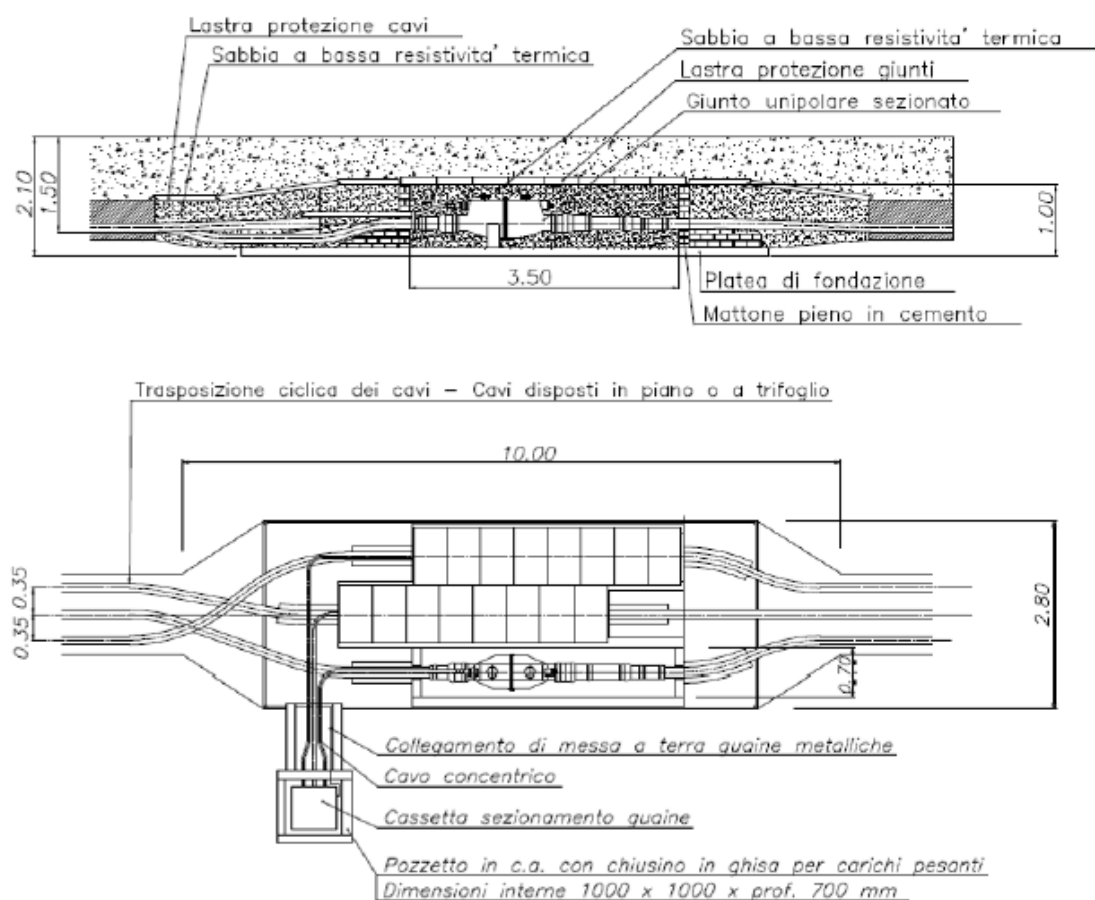 Lastra protezione cavi
Sabbia a bassa resistivita' termica
Sabbia a bassa resistivita' termica
Lastra protezione giunti
Giunto unipolare sezionato
2.10
1.50
1.00
3.50
Platea di fondazione
Mattone pieno in cemento
Trasposizione ciclica dei cavi – Cavi disposti in piano o a trifoglio
10.00
0.35
0.35
2.80
0.70
Collegamento di messa a terra guaine metalliche
Cavo concentrico
Cassetta sezionamento guaine
Pozzetto in c.a. con chiusino in ghisa per carichi pesanti
Dimensioni interne 1000 x 1000 x prof. 700 mm